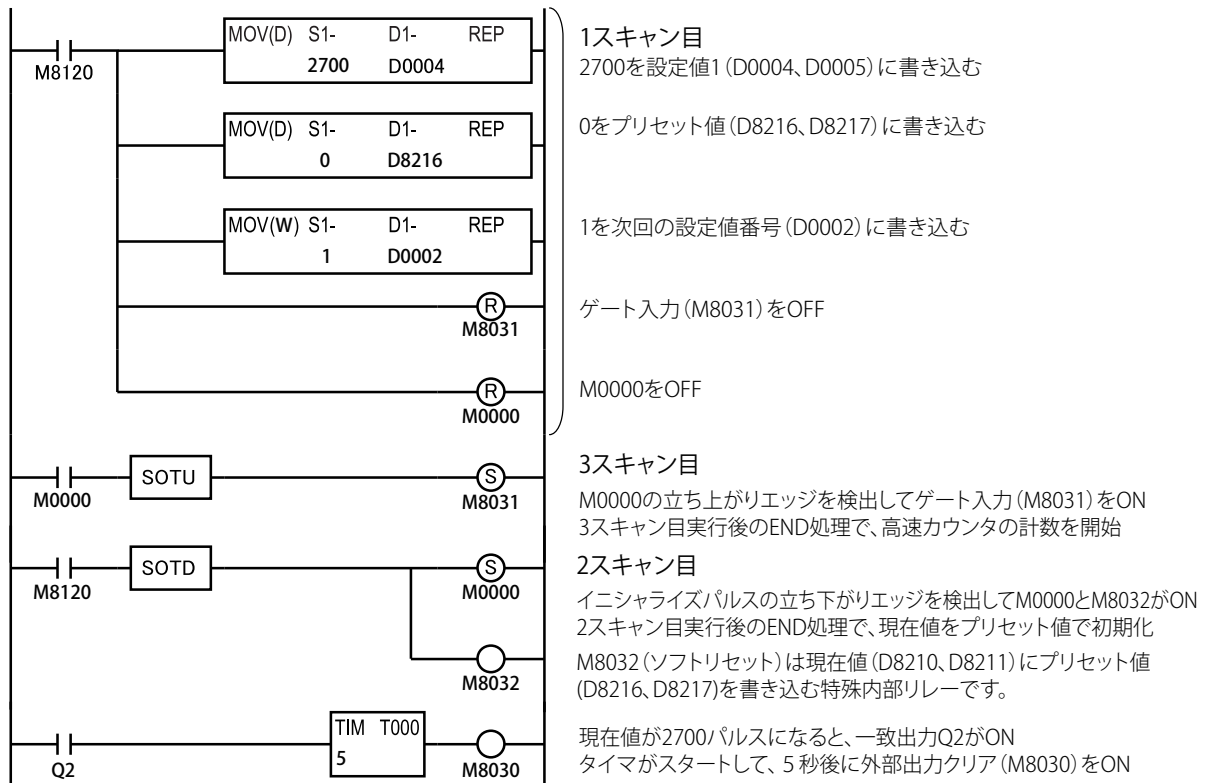 MOV(D) S1- D1- REP
2700 D0004
M8120
1スキャン目
2700を設定値1(D0004、D0005)に書き込む
MOV(D) S1- D1- REP
0 D8216
0をプリセット値(D8216、D8217)に書き込む
MOV(W) S1- D1- REP
1 D0002
1を次回の設定値番号(D0002)に書き込む
R
M8031
ゲート入力(M8031)をOFF
R
M0000
M0000をOFF
M0000
SOTU
S
M8031
3スキャン目
M0000の立ち上がりエッジを検出してゲート入力(M8031)をON
3スキャン目実行後のEND処理で、高速カウンタの計数を開始
M8120
SOTD
S
M0000
2スキャン目
イニシャライズパルスの立ち下がりエッジを検出してM0000とM8032がON
2スキャン目実行後のEND処理で、現在値をプリセット値で初期化
M8032
M8032(ソフトリセット)は現在値(D8210、D8211)にプリセット値
(D8216、D8217)を書き込む特殊内部リレーです。
Q2
TIM T000
5
M8030
現在値が2700パルスになると、一致出力Q2がON
タイマがスタートして、5秒後に外部出力クリア(M8030)をON